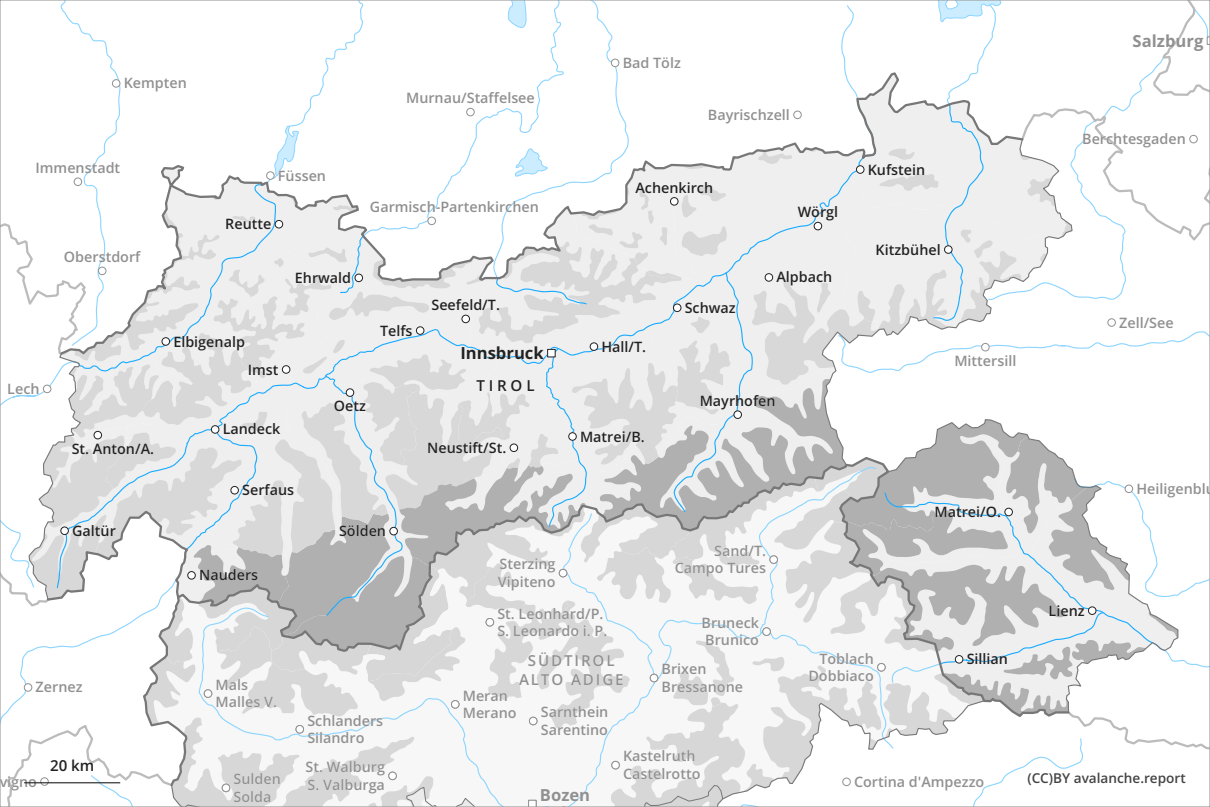 Salzburg
Bad Tölz
Kempten
Murnau/Staffelsee
Bayrischzell
Berchtesgaden
Immenstadt
Füssen
Kufstein
Achenkirch
Garmisch-Partenkirchen
Wörgl
Reutte
Kitzbühel
Oberstdorf
Ehrwald
Alpbach
Seefeld/T.
Schwaz
Zell/See
Telfs
Elbigenalp
Innsbruck
Hall/T.
Mittersill
Imst
TIROL
Lech
Oetz
Mayrhofen
Landeck
Matrei/B.
St. Anton/A.
Neustift/St.
Serfaus
Heiligenblu
Matrei/O.
Galtür
Sölden
Sand/T.
Campo Tures
Sterzing
Vipiteno
Nauders
St. Leonhard/P.
S. Leonardo i. P.
Lienz
Bruneck
Brunico
SÜDTIROL
ALTO ADIGE
Sillian
Toblach
Dobbiaco
Brixen
Bressanone
Zernez
Mals
Malles V.
Meran
Merano
Sarnthein
Sarentino
Schlanders
Silandro
Kastelruth
Castelrotto
20 km
St. Walburg
S. Valburga
vigno
Sulden
Solda
Cortina d'Ampezzo
(CC)BY avalanche.report
Bozen